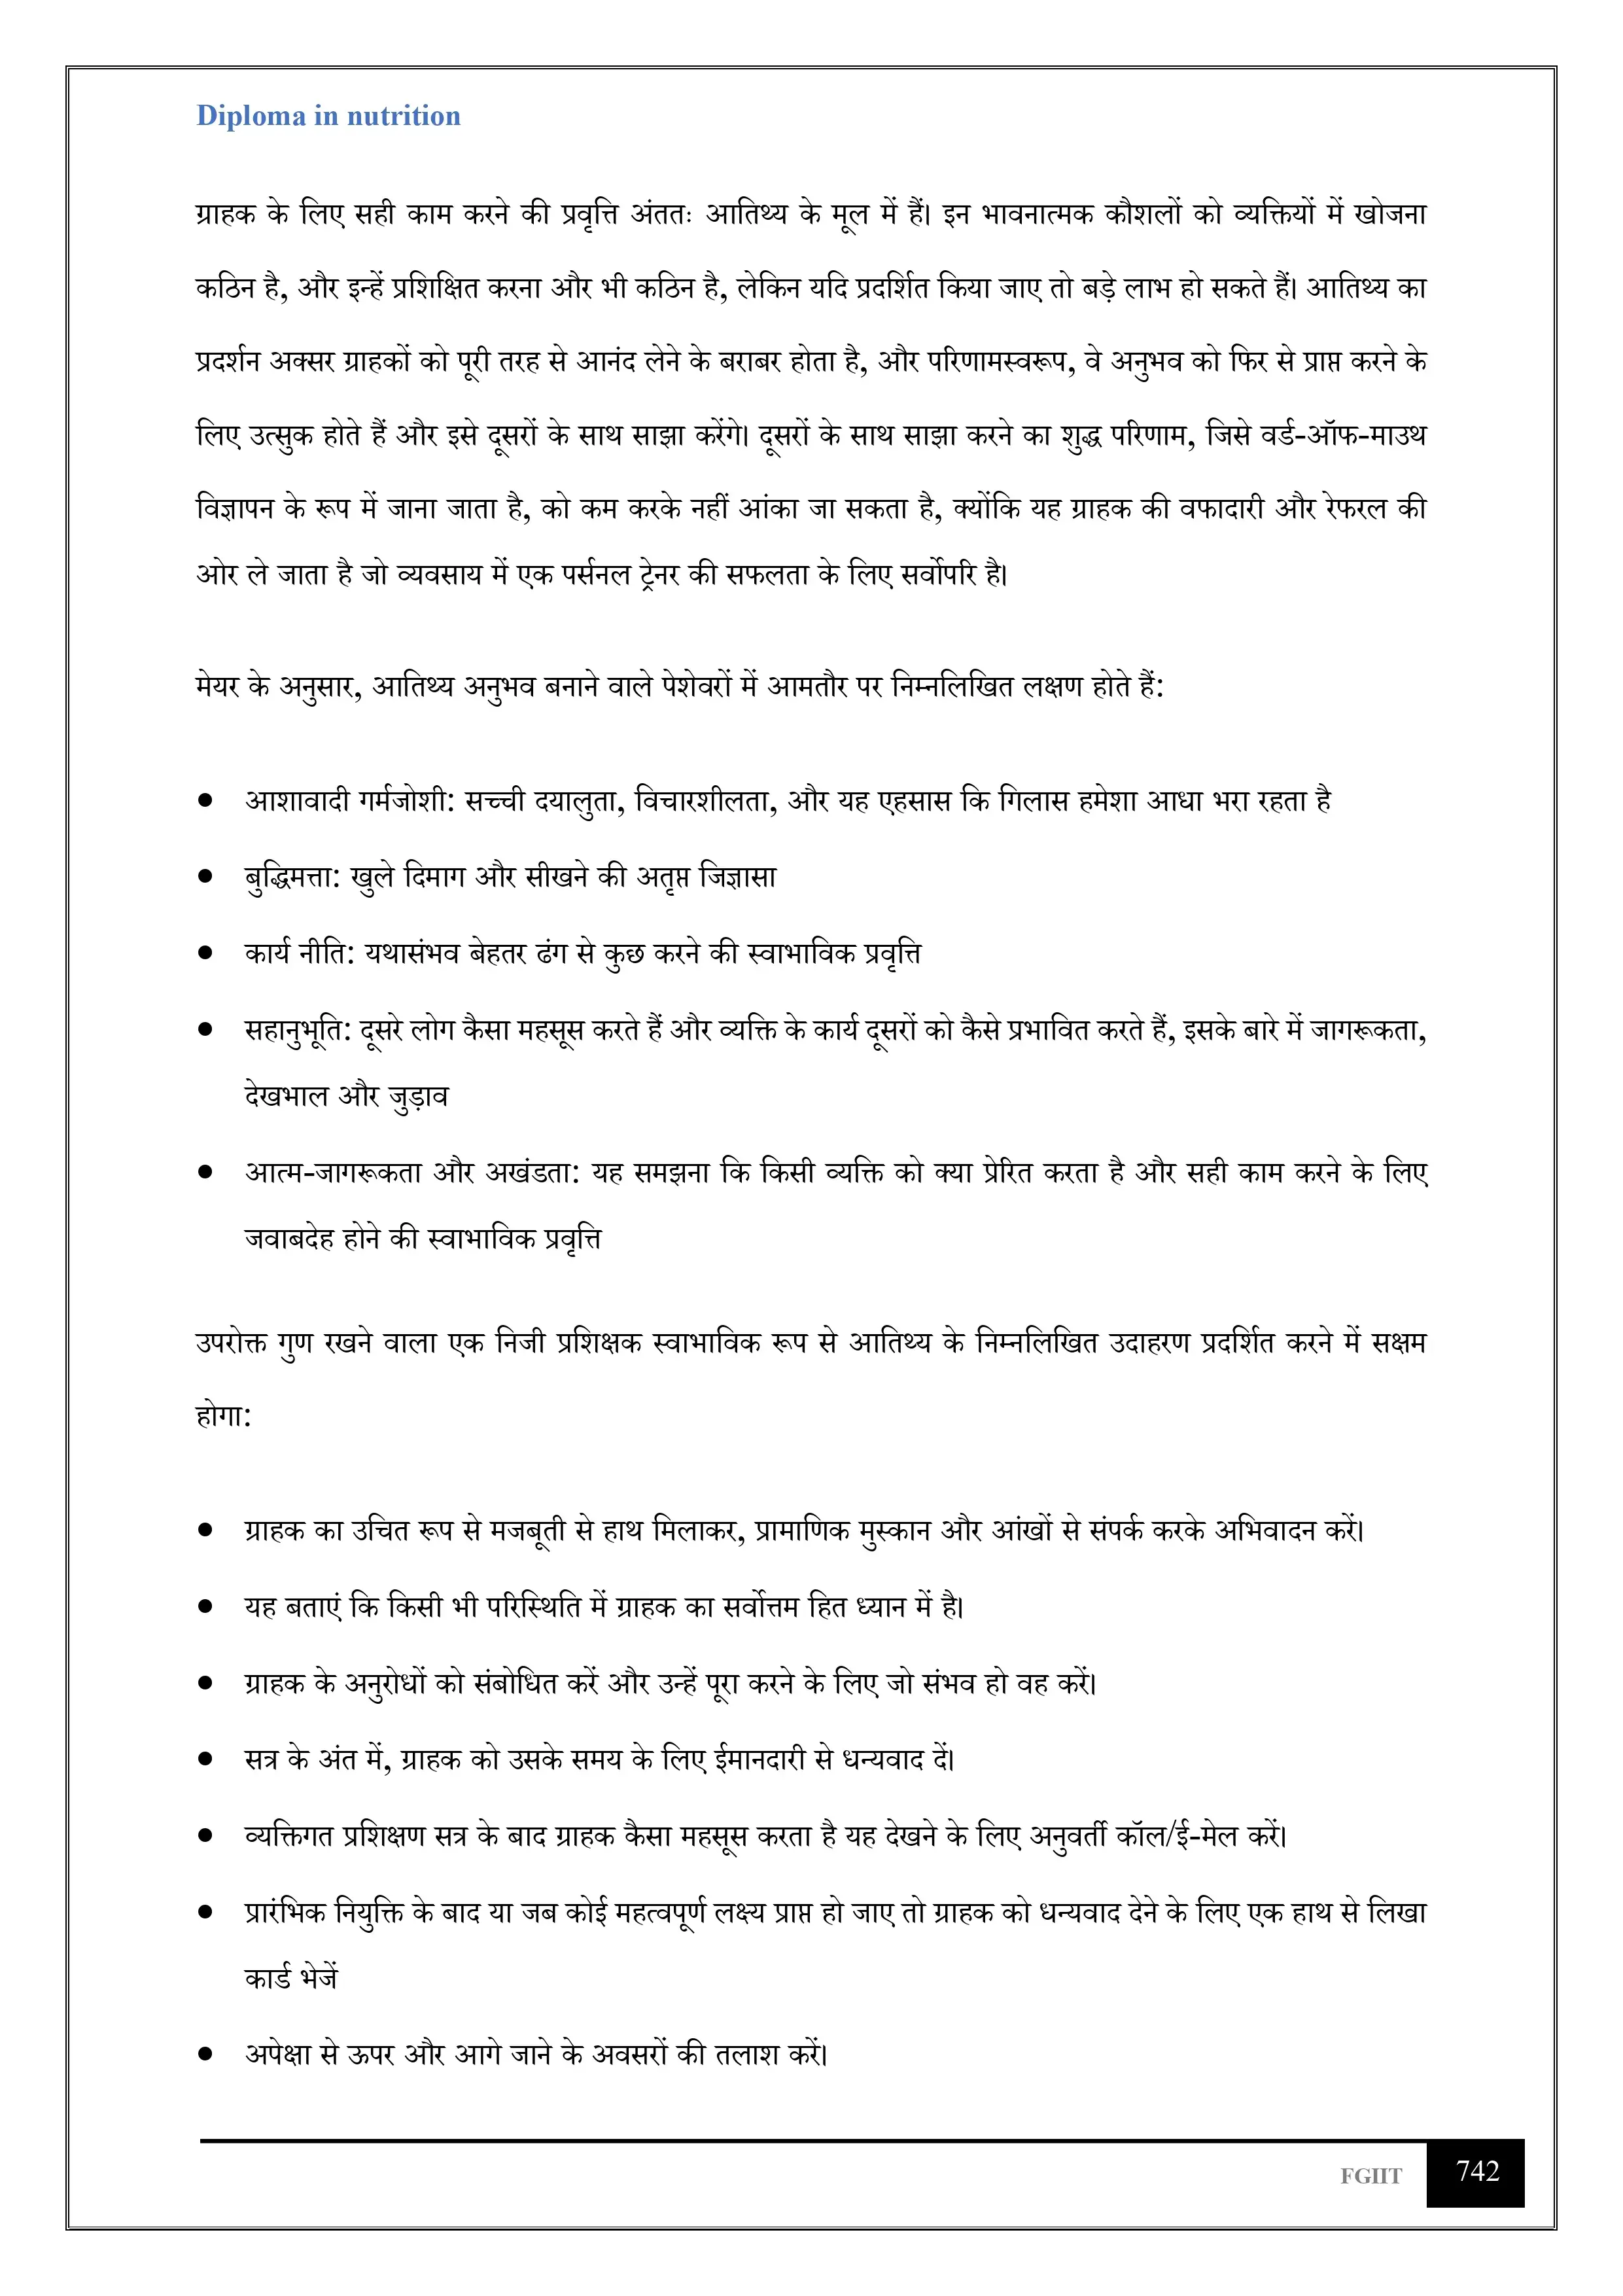 Diploma in nutrition
ग्राहक के लिए सही काम करने की प्रवृत्ति अंततः आतिथ्य के मूल में हैं। इन भावनात्मक कौशलों को व्यक्तियों में खोजना
कठिन है, और इन्हें प्रशिक्षित करना और भी कठिन है, लेकिन यदि प्रदर्शित किया जाए तो बड़े लाभ हो सकते हैं। आतिथ्य का
प्रदर्शन अक्सर ग्राहकों को पूरी तरह से आनंद लेने के बराबर होता है, और परिणामस्वरूप, वे अनुभव को फिर से प्राप्त करने के
लिए उत्सुक होते हैं और इसे दूसरों के साथ साझा करेंगे। दूसरों के साथ साझा करने का शुद्ध परिणाम, जिसे वर्ड-ऑफ-माउथ
विज्ञापन के रूप में जाना जाता है, को कम करके नहीं आंका जा सकता है, क्योंकि यह ग्राहक की वफादारी और रेफरल की
ओर ले जाता है जो व्यवसाय में एक पर्सनल ट्रेनर की सफलता के लिए सर्वोपरि है।
मेयर के अनुसार, आतिथ्य अनुभव बनाने वाले पेशेवरों में आमतौर पर निम्नलिखित लक्षण होते हैं:
● आशावादी गर्मजोशी: सच्ची दयालुता, विचारशीलता, और यह एहसास कि गिलास हमेशा आधा भरा रहता है
● बुद्धिमत्ता: खुले दिमाग और सीखने की अतृप्त जिज्ञासा
● कार्य नीति: यथासंभव बेहतर ढंग से कुछ करने की स्वाभाविक प्रवृत्ति
● सहानुभूति: दूसरे लोग कैसा महसूस करते हैं और व्यक्ति के कार्य दूसरों को कैसे प्रभावित करते हैं, इसके बारे में जागरूकता,
देखभाल और जुड़ाव
● आत्म-जागरूकता और अखंडता: यह समझना कि किसी व्यक्ति को क्या प्रेरित करता है और सही काम करने के लिए
जवाबदेह होने की स्वाभाविक प्रवृत्ति
उपरोक्त गुण रखने वाला एक निजी प्रशिक्षक स्वाभाविक रूप से आतिथ्य के निम्नलिखित उदाहरण प्रदर्शित करने में सक्षम
होगा:
● ग्राहक का उचित रूप से मजबूती से हाथ मिलाकर, प्रामाणिक मुस्कान और आंखों से संपर्क करके अभिवादन करें।
● यह बताएं कि किसी भी परिस्थिति में ग्राहक का सर्वोत्तम हित ध्यान में है।
● ग्राहक के अनुरोधों को संबोधित करें और उन्हें पूरा करने के लिए जो संभव हो वह करें।
● सत्र के अंत में, ग्राहक को उसके समय के लिए ईमानदारी से धन्यवाद दें।
● व्यक्तिगत प्रशिक्षण सत्र के बाद ग्राहक कैसा महसूस करता है यह देखने के लिए अनुवर्ती कॉल/ई-मेल करें।
● प्रारंभिक नियुक्ति के बाद या जब कोई महत्वपूर्ण लक्ष्य प्राप्त हो जाए तो ग्राहक को धन्यवाद देने के लिए एक हाथ से लिखा
कार्ड भेजें
● अपेक्षा से ऊपर और आगे जाने के अवसरों की तलाश करें।
FGIIT 742